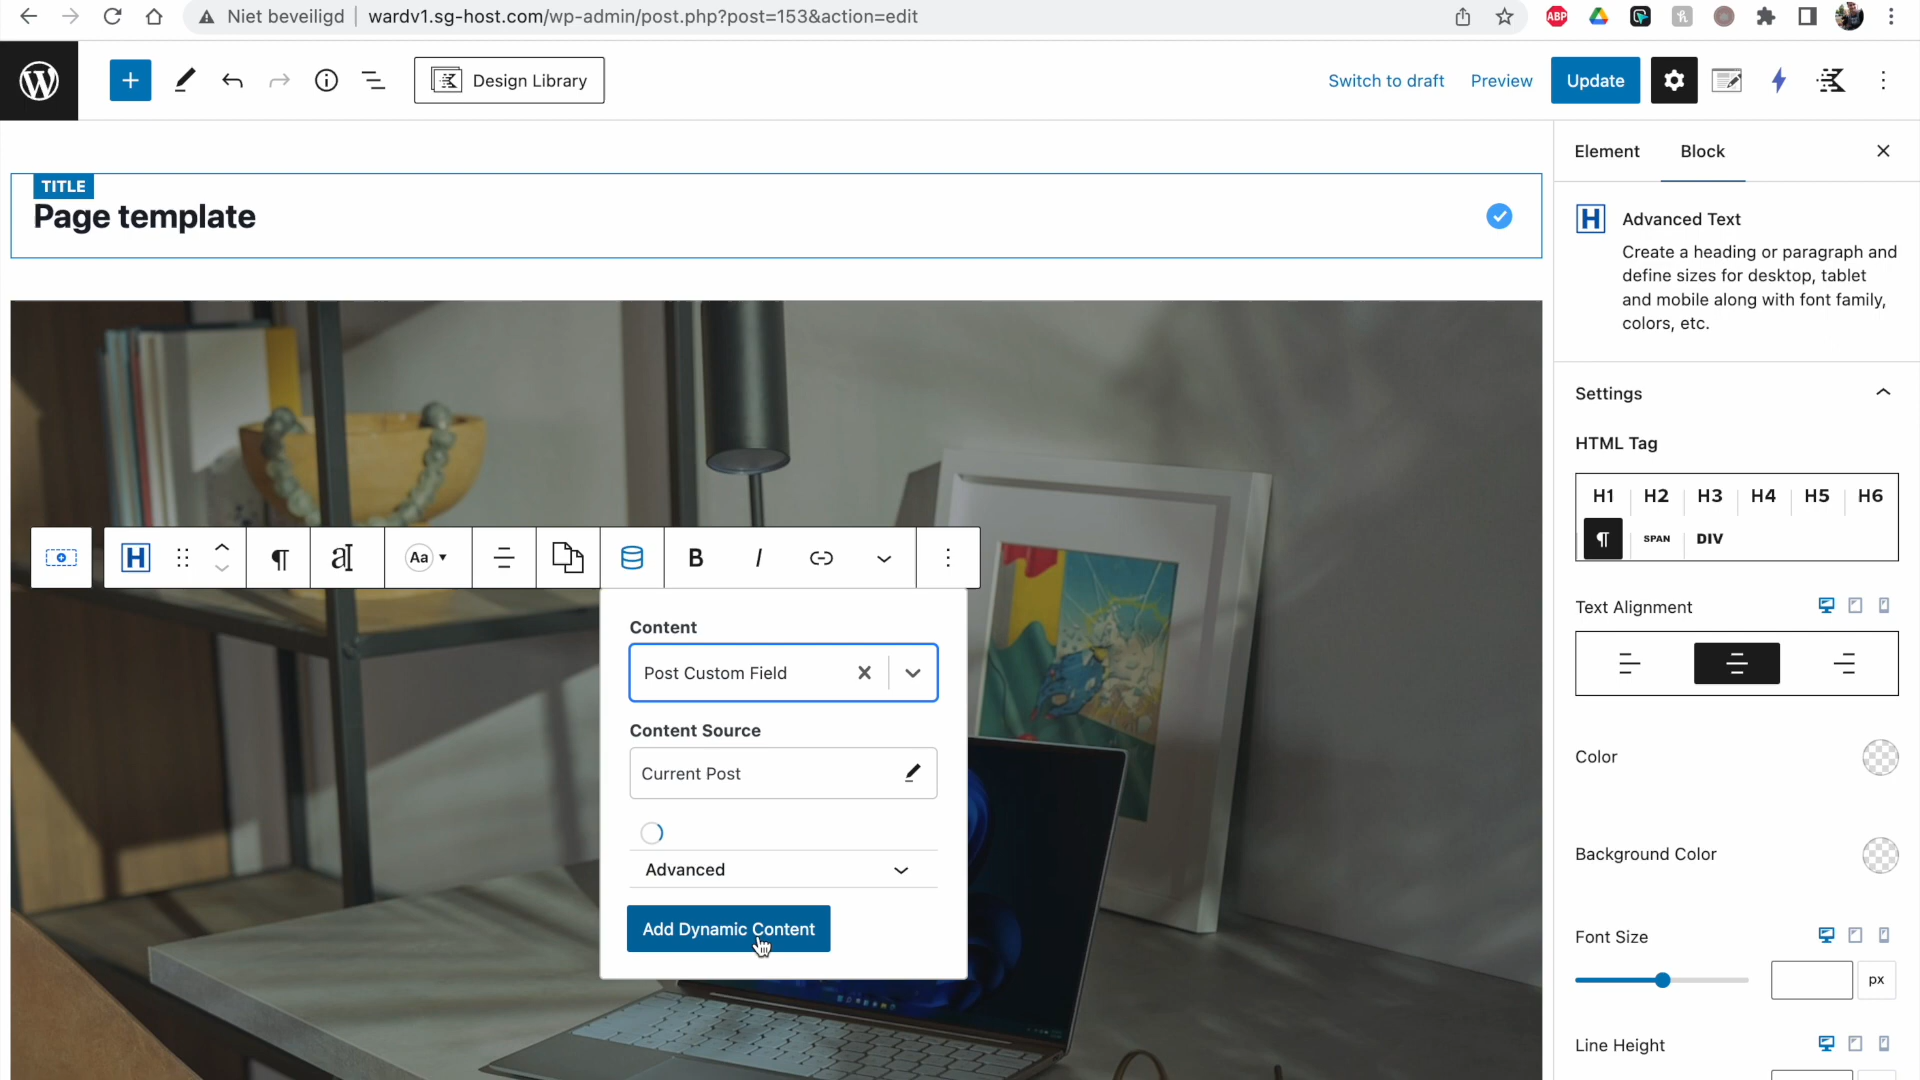 Niet beveiligd
wardv1.sg-host.com/wp-admin/post.php?post=153&action=edit
ABP
Design Library
Switch to draft
Preview
Update
TITLE
Page template
Element
Block
H
Advanced Text
Create a heading or paragraph and
define sizes for desktop, tablet
and mobile along with font family,
colors, etc.
Settings
HTML Tag
H1 H2 H3 H4 H5 H6
¶ SPAN DIV
Text Alignment
Color
Background Color
Font Size
px
Line Height
H ¶ a Aa B I
Content
Post Custom Field
Content Source
Current Post
Advanced
Add Dynamic Content